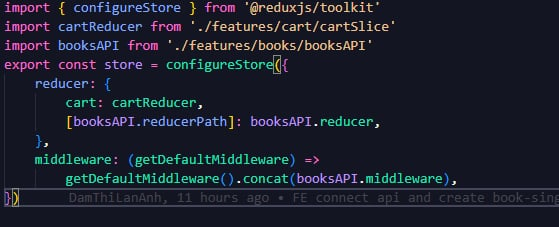 import { configureStore } from '@reduxjs/toolkit'
import cartReducer from './features/cart/cartSlice'
import booksAPI from './features/books/booksAPI'
export const store = configureStore({
    reducer: {
        cart: cartReducer,
        [booksAPI.reducerPath]: booksAPI.reducer,
    },
    middleware: (getDefaultMiddleware) =>
        getDefaultMiddleware().concat(booksAPI.middleware),
})      DamThiLanAnh, 11 hours ago • FE connect api and create book-sing